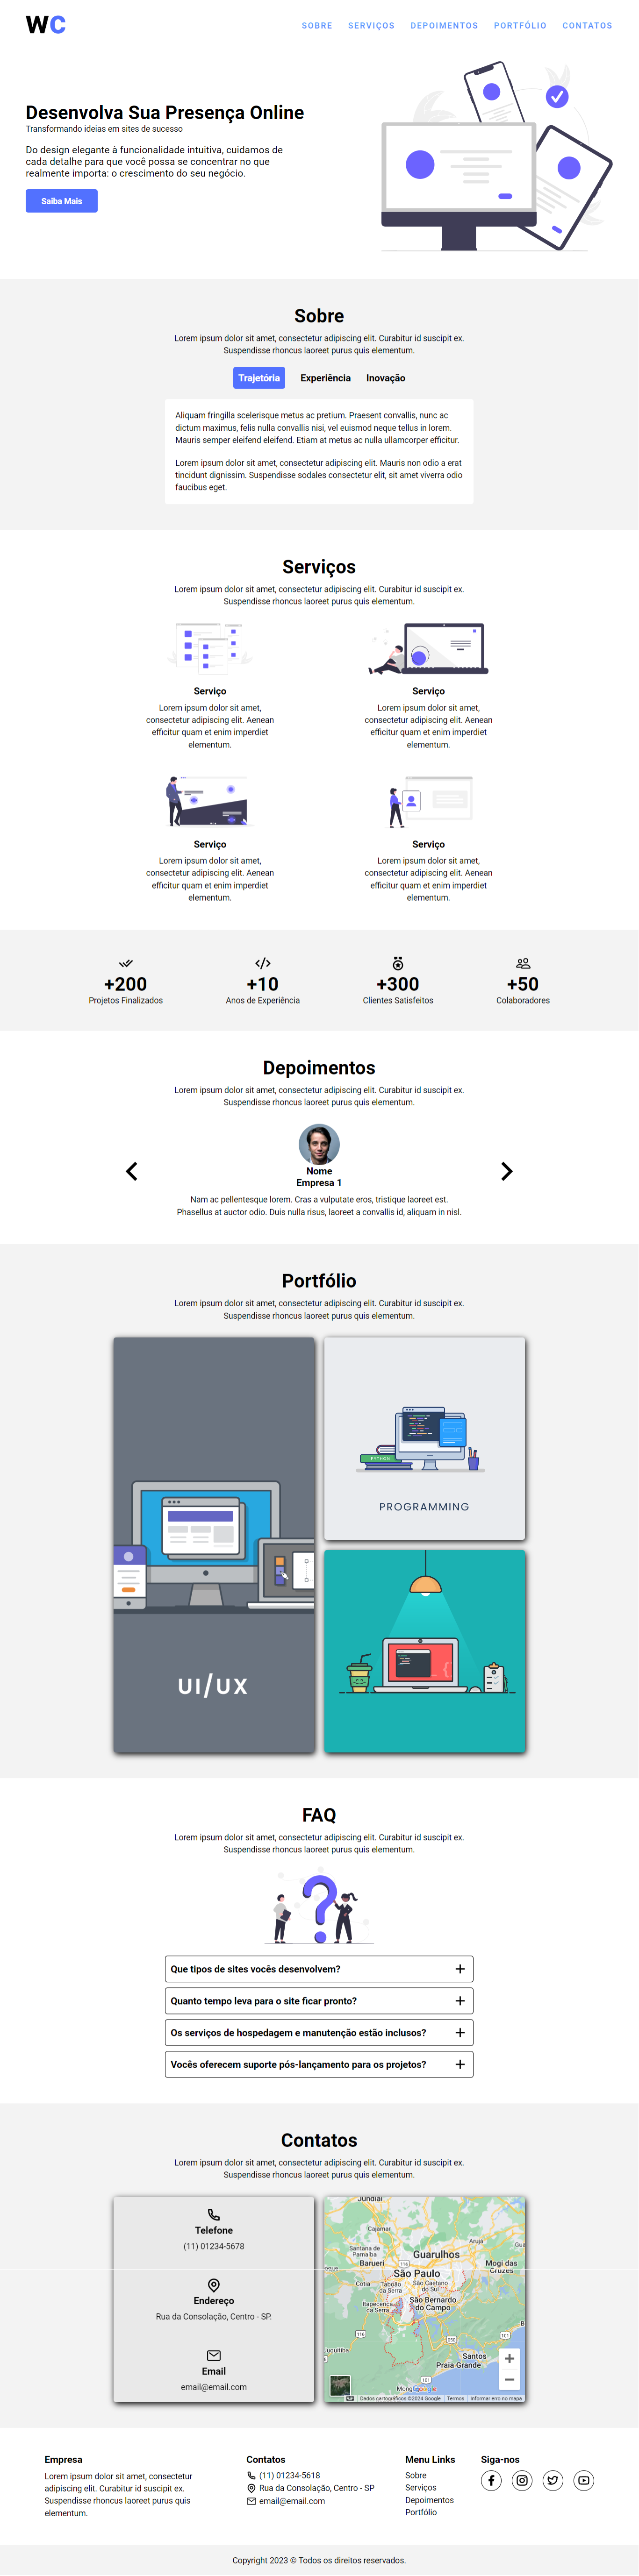 WC
SOBRE SERVIÇOS DEPOIMENTOS PORTFÓLIO CONTATOS
Desenvolva Sua Presença Online
Transformando ideias em sites de sucesso
Do design elegante à funcionalidade intuitiva, cuidamos de
cada detalhe para que você possa se concentrar no que
realmente importa: o crescimento do seu negócio.
Saiba Mais
Sobre
Lorem ipsum dolor sit amet, consectetur adipiscing elit. Curabitur id suscipit ex.
Suspendisse rhoncus laoreet purus quis elementum.
Trajetória Experiência Inovação
Aliquam fringilla scelerisque metus ac pretium. Praesent convallis, nunc ac
dictum maximus, felis nulla convallis nisi, vel euismod neque tellus in lorem.
Mauris semper eleifend eleifend. Etiam at metus ac nulla ullamcorper efficitur.
Lorem ipsum dolor sit amet, consectetur adipiscing elit. Mauris non odio a erat
tincidunt dignissim. Suspendisse sodales consectetur elit, sit amet viverra odio
faucibus eget.
Serviços
Lorem ipsum dolor sit amet, consectetur adipiscing elit. Curabitur id suscipit ex.
Suspendisse rhoncus laoreet purus quis elementum.
Serviço
Lorem ipsum dolor sit amet,
consectetur adipiscing elit. Aenean
efficitur quam et enim imperdiet
elementum.
Serviço
Lorem ipsum dolor sit amet,
consectetur adipiscing elit. Aenean
efficitur quam et enim imperdiet
elementum.
Serviço
Lorem ipsum dolor sit amet,
consectetur adipiscing elit. Aenean
efficitur quam et enim imperdiet
elementum.
Serviço
Lorem ipsum dolor sit amet,
consectetur adipiscing elit. Aenean
efficitur quam et enim imperdiet
elementum.
+200
Projetos Finalizados
+10
Anos de Experiência
+300
Clientes Satisfeitos
+50
Colaboradores
Depoimentos
Lorem ipsum dolor sit amet, consectetur adipiscing elit. Curabitur id suscipit ex.
Suspendisse rhoncus laoreet purus quis elementum.
Nome
Empresa 1
Nam ac pellentesque lorem. Cras a vulputate eros, tristique laoreet est.
Phasellus at auctor odio. Duis nulla risus, laoreet a convallis id, aliquam in nisl.
Portfólio
Lorem ipsum dolor sit amet, consectetur adipiscing elit. Curabitur id suscipit ex.
Suspendisse rhoncus laoreet purus quis elementum.
UI/UX
PYTHON
PROGRAMMING
FAQ
Lorem ipsum dolor sit amet, consectetur adipiscing elit. Curabitur id suscipit ex.
Suspendisse rhoncus laoreet purus quis elementum.
Que tipos de sites vocês desenvolvem?
Quanto tempo leva para o site ficar pronto?
Os serviços de hospedagem e manutenção estão inclusos?
Vocês oferecem suporte pós-lançamento para os projetos?
Contatos
Lorem ipsum dolor sit amet, consectetur adipiscing elit. Curabitur id suscipit ex.
Suspendisse rhoncus laoreet purus quis elementum.
Telefone
(11) 01234-5678
Endereço
Rua da Consolação, Centro - SP.
Email
email@email.com
Jundiaí
Cajamar
Arujá
Santana de
Parnaíba
Guarulhos
Barueri
116
Mogi das
Cruzes
São Paulo
Cotia
Taboão
da Serra
São Caetano
do Sul
Itapecerica
da Serra
São Bernardo
do Campo
116
101
050
Juquitiba
Santos
Praia Grande
101
101
Mong
Google
Dados cartográficos ©2024 Google Termos Informar erro no mapa
Empresa
Lorem ipsum dolor sit amet, consectetur
adipiscing elit. Curabitur id suscipit ex.
Suspendisse rhoncus laoreet purus quis
elementum.
Contatos
(11) 01234-5618
Rua da Consolação, Centro - SP
email@email.com
Menu Links
Sobre
Serviços
Depoimentos
Portfólio
Siga-nos
Copyright 2023 © Todos os direitos reservados.